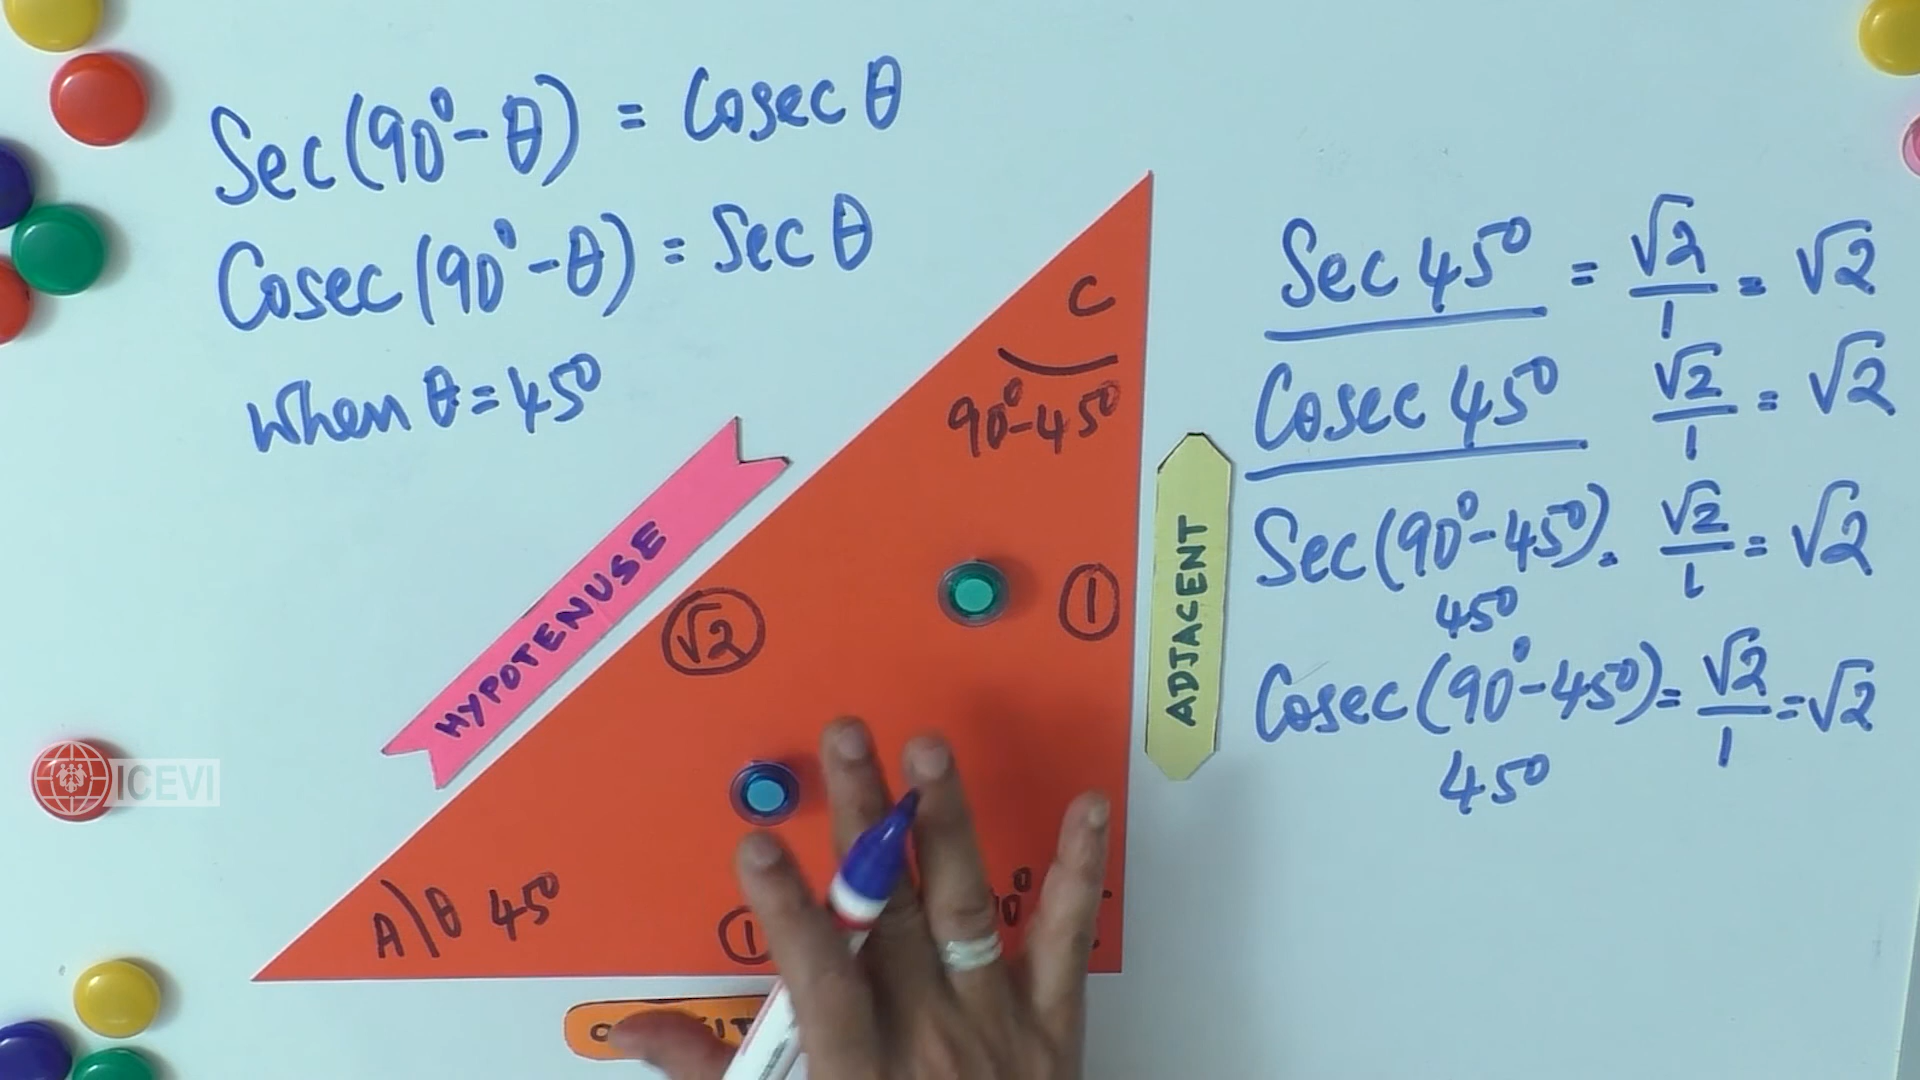 Sec(90°-θ) = Cosec θ
Cosec(90°-θ) = Sec θ
When θ = 45°
C
90°-45°
HYPOTENUSE
√2
1
ADJACENT
A θ 45°
1
Sec 45° = √2/1 = √2
Cosec 45° √2/1 = √2
Sec(90°-45°). √2/1 = √2
45°
Cosec(90°-45°) = √2/1 = √2
45°
ICEVI